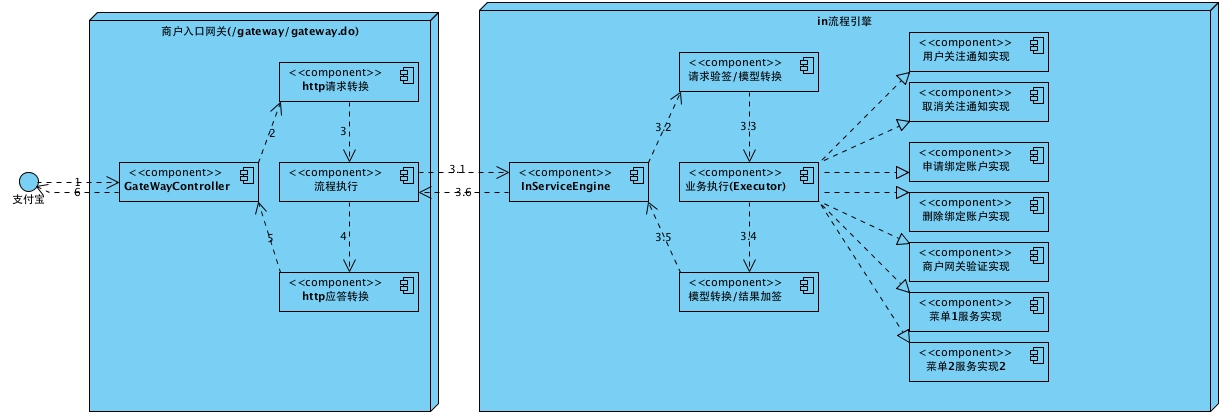 商户入口网关(/gateway/gateway.do)
<<component>>
http请求转换
2
3
支付宝
1
6
<<component>>
GateWayController
<<component>>
流程执行
5
4
<<component>>
http应答转换
3.1
3.6
in流程引擎
<<component>>
请求验签/模型转换
3.2
3.3
<<component>>
InServiceEngine
<<component>>
业务执行(Executor)
3.5
3.4
<<component>>
模型转换/结果加签
<<component>>
用户关注通知实现
<<component>>
取消关注通知实现
<<component>>
申请绑定账户实现
<<component>>
删除绑定账户实现
<<component>>
商户网关验证实现
<<component>>
菜单1服务实现
<<component>>
菜单2服务实现2